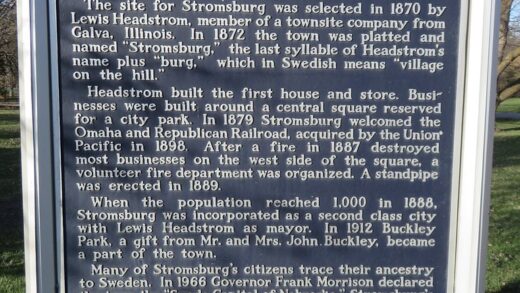 The site for Stromsburg was selected in 1870 by
Lewis Headstrom, member of a townsite company from
Galva, Illinois. In 1872 the town was platted and
named "Stromsburg," the last syllable of Headstrom's
name plus "burg," which in Swedish means "village
on the hill."
Headstrom built the first house and store. Busi-
nesses were built around a central square reserved
for a city park. In 1879 Stromsburg welcomed the
Omaha and Republican Railroad, acquired by the Union
Pacific in 1898. After a fire in 1887 destroyed
most businesses on the west side of the square, a
volunteer fire department was organized. A standpipe
was erected in 1889.
When the population reached 1,000 in 1888,
Stromsburg was incorporated as a second class city
with Lewis Headstrom as mayor. In 1912 Buckley
Park, a gift from Mr. and Mrs. John Buckley, became
a part of the town.
Many of Stromsburg's citizens trace their ancestry
to Sweden. In 1966 Governor Frank Morrison declared